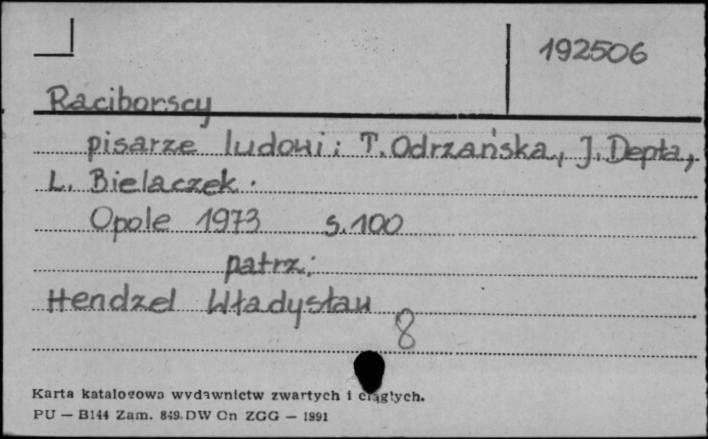 192506
Raciborscy
pisarze ludowi: T. Odrzańska, J. Depta,
L. Bielaczek.
Opole 1973 s. 100
patrz:
Hendzel Władysław
8
Karta katalogowa wydawnictw zwartych i ciągłych.
PU — B144 Zam. 849. DW Cn ZGG — 1991